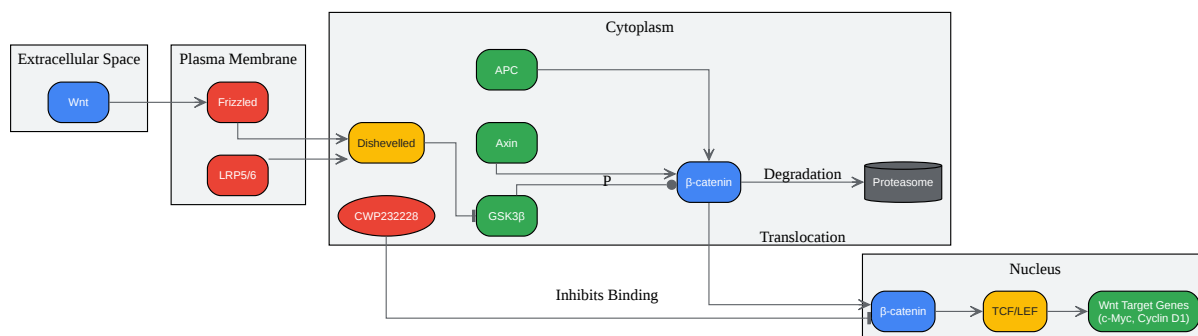 Cytoplasm
Extracellular Space
Plasma Membrane
APC
Wnt
Frizzled
Dishevelled
Axin
LRP5/6
P
β-catenin
Degradation
Proteasome
CWP232228
GSK3β
Translocation
Nucleus
Inhibits Binding
β-catenin
TCF/LEF
Wnt Target Genes
(c-Myc, Cyclin D1)